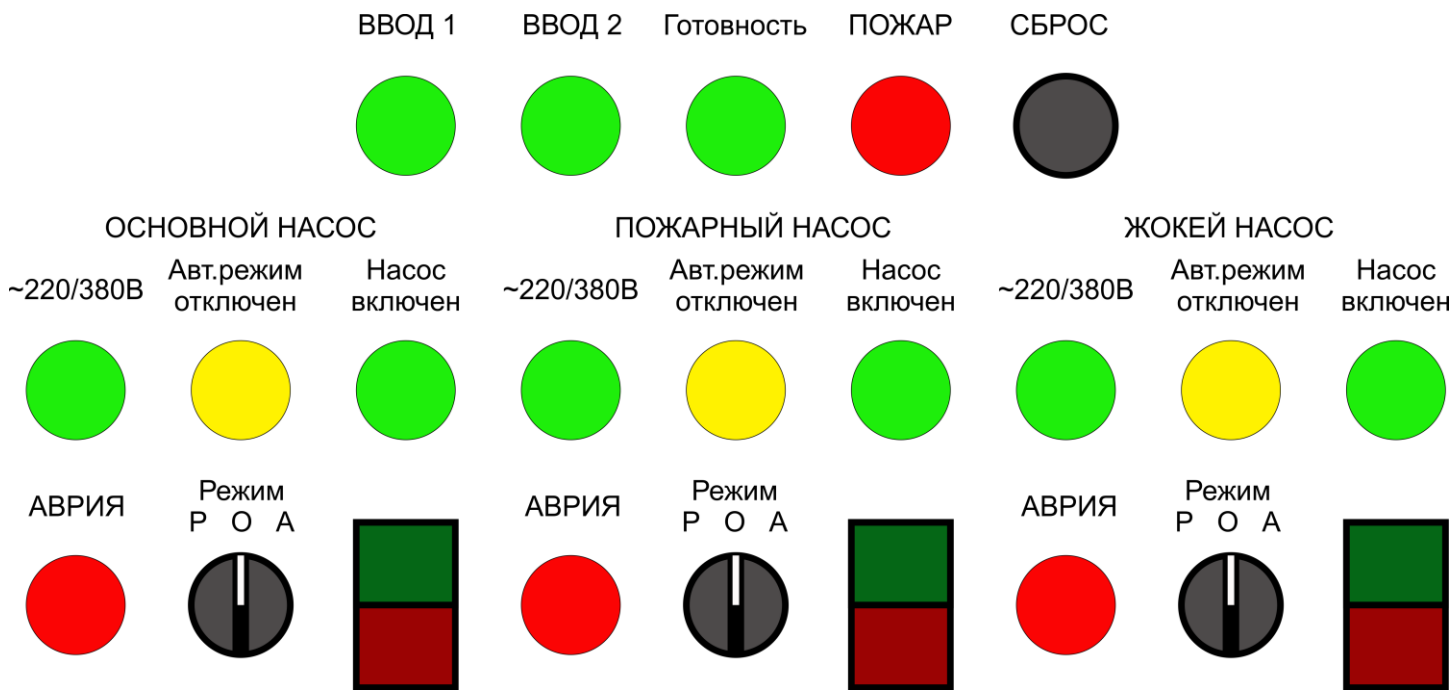 ВВОД 1 ВВОД 2 Готовность ПОЖАР СБРОС
ОСНОВНОЙ НАСОС ПОЖАРНЫЙ НАСОС ЖОКЕЙ НАСОС
~220/380В Авт.режим отключен Насос включен ~220/380В Авт.режим отключен Насос включен ~220/380В Авт.режим отключен Насос включен
АВРИЯ Режим АВРИЯ Режим АВРИЯ Режим
Р О А Р О А Р О А